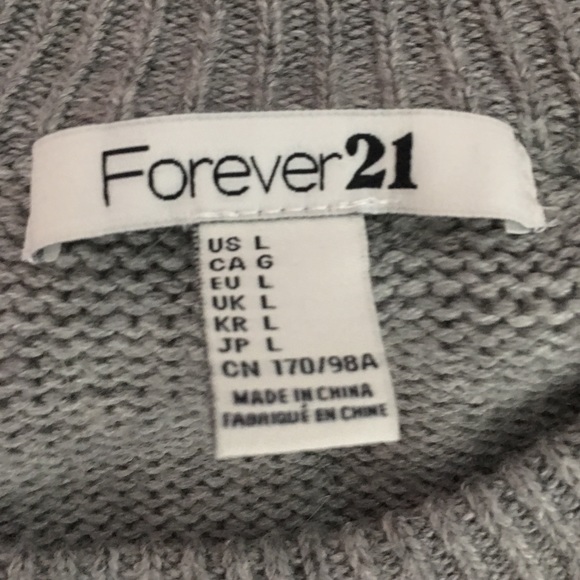 Forever21
US L
CA G
EU L
UK L
KR L
JP L
CN 170/98A
MADE IN CHINA
FABRIQUÉ EN CHINE